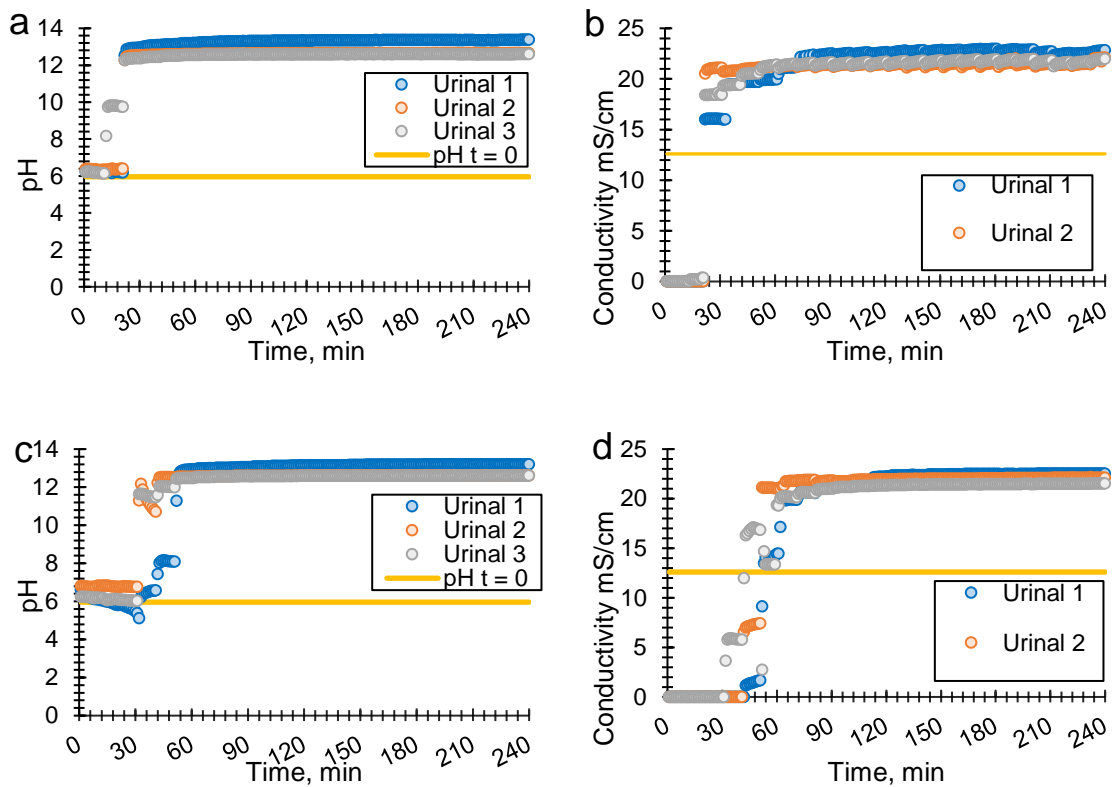 a
14
12
10
8
6
4
2
0
pH
Urinal 1
Urinal 2
Urinal 3
pH t = 0
0 30 60 90 120 150 180 210 240
Time, min
b
25
20
15
10
5
0
Conductivity mS/cm
Urinal 1
Urinal 2
0 30 60 90 120 150 180 210 240
Time, min
c
14
12
10
8
6
4
2
0
pH
Urinal 1
Urinal 2
Urinal 3
pH t = 0
0 30 60 90 120 150 180 210 240
Time, min
d
25
20
15
10
5
0
Conductivity mS/cm
Urinal 1
Urinal 2
0 30 60 90 120 150 180 210 240
Time, min